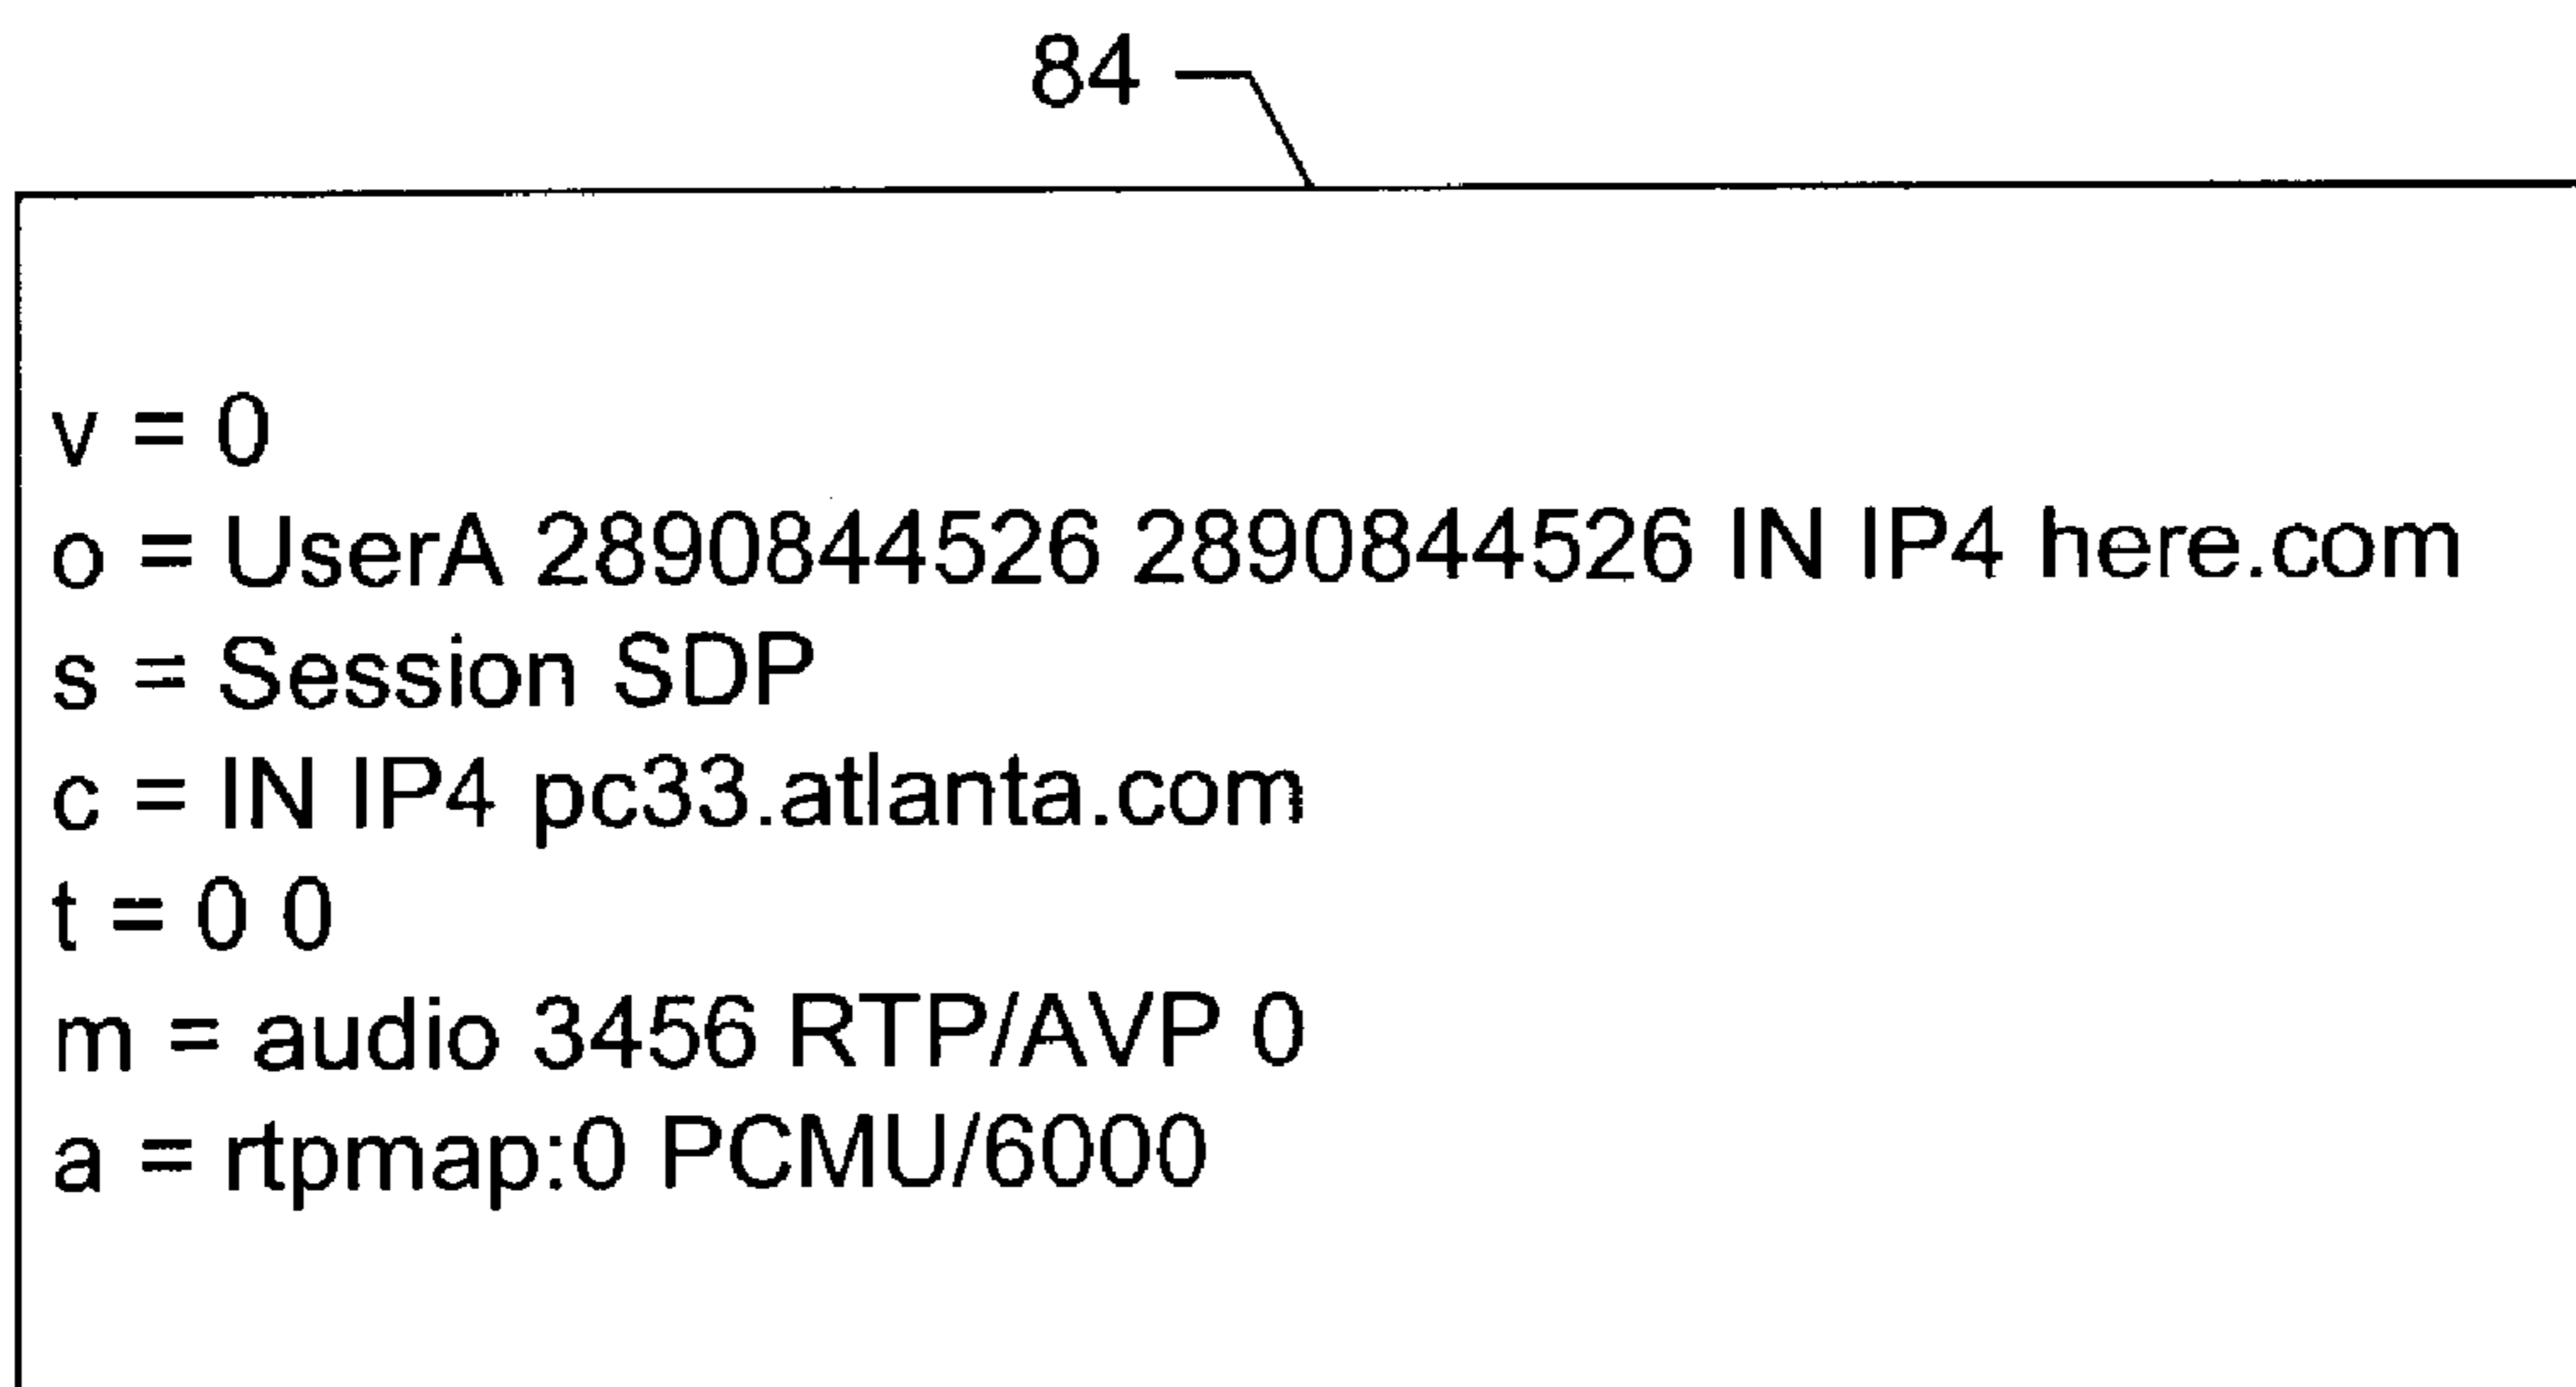 84
v = 0
o = UserA 2890844526 2890844526 IN IP4 here.com
s = Session SDP
c = IN IP4 pc33.atlanta.com
t = 0 0
m = audio 3456 RTP/AVP 0
a = rtpmap:0 PCMU/6000